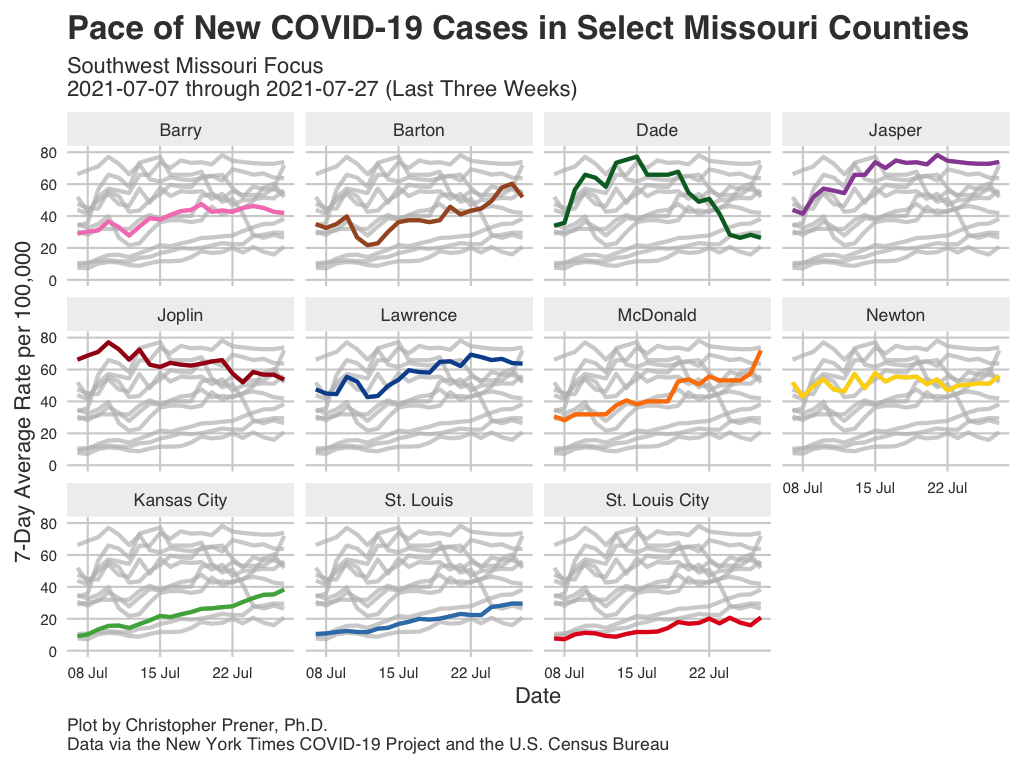 Pace of New COVID-19 Cases in Select Missouri Counties
Southwest Missouri Focus
2021-07-07 through 2021-07-27 (Last Three Weeks)
7-Day Average Rate per 100,000
Barry
Barton
Dade
Jasper
80
60
40
20
0
Joplin
Lawrence
McDonald
Newton
80
60
40
20
0
08 Jul
15 Jul
22 Jul
Kansas City
St. Louis
St. Louis City
80
60
40
20
0
08 Jul
15 Jul
22 Jul
08 Jul
15 Jul
22 Jul
08 Jul
15 Jul
22 Jul
Date
Plot by Christopher Prener, Ph.D.
Data via the New York Times COVID-19 Project and the U.S. Census Bureau